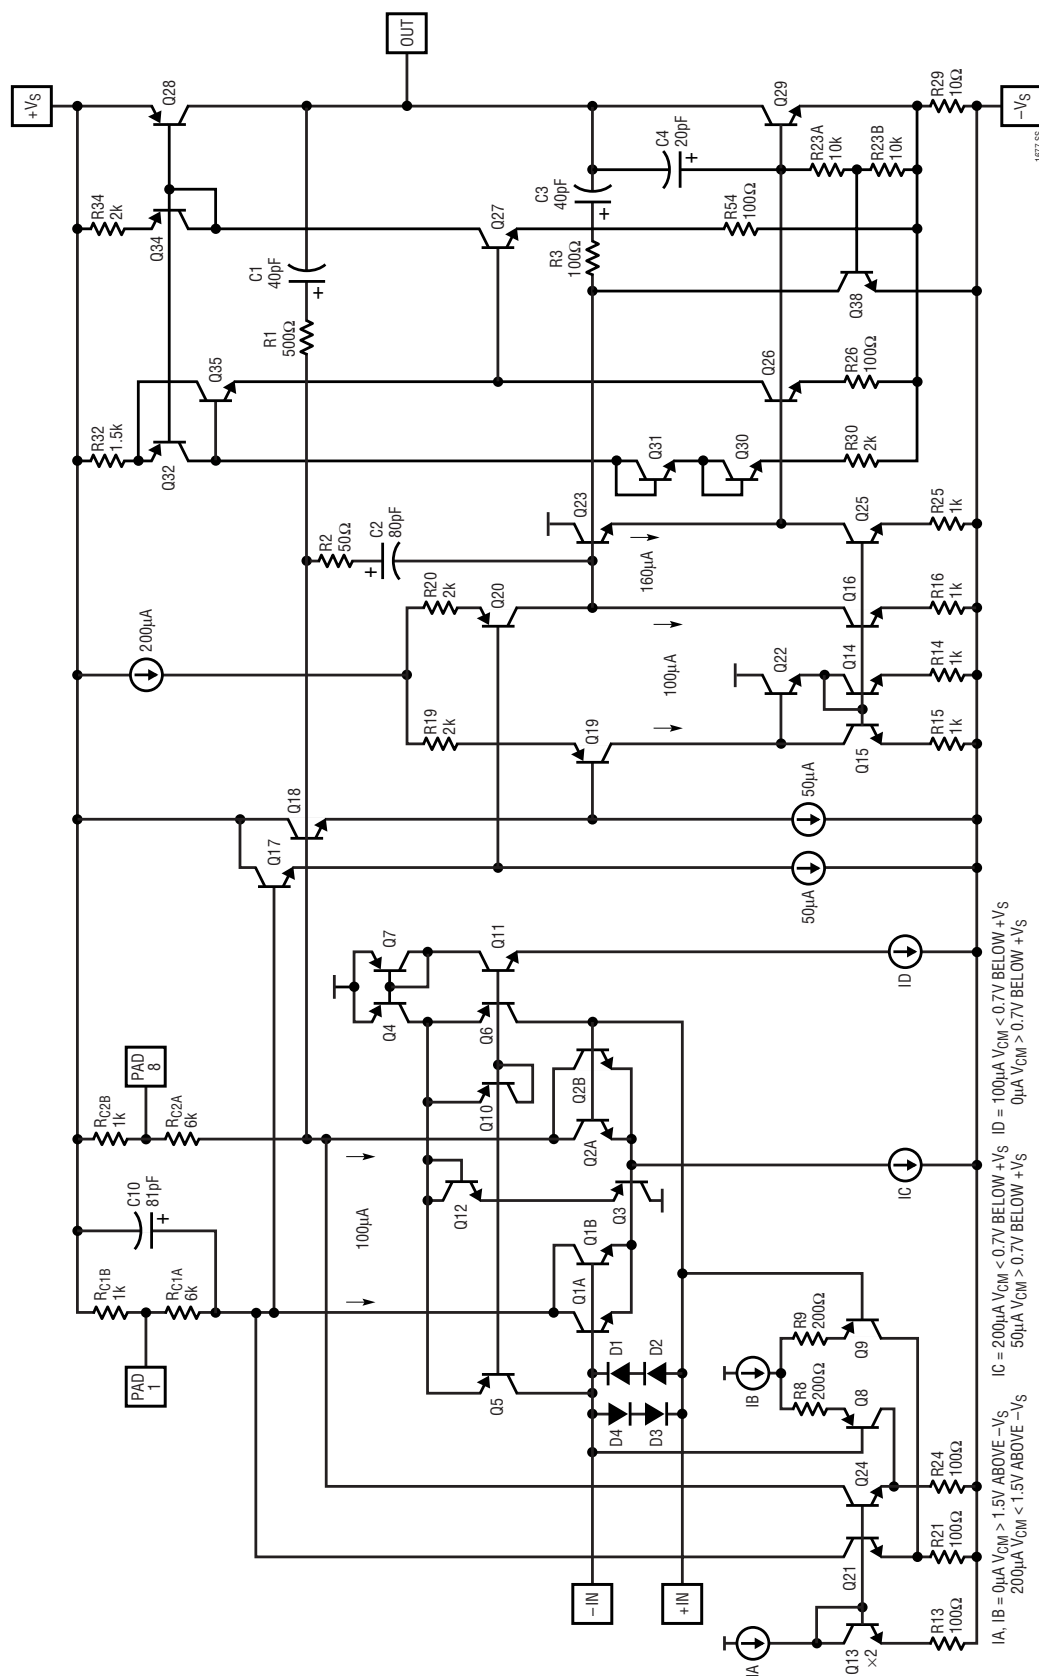 +VS
R34
2k
Q34
Q28
OUT
R32
1.5k
Q32
Q35
R1
500Ω
C1
40pF
Q27
C3
40pF
C4
20pF
R3
100Ω
R54
100Ω
Q29
R23A
10k
R23B
10k
R29
10Ω
–VS
1677 SS
Q38
Q26
R26
100Ω
Q31
Q30
R30
2k
200µA
R2
50Ω
C2
80pF
R20
2k
R19
2k
Q20
Q19
Q23
160µA
100µA
Q22
Q25
R25
1k
Q16
R16
1k
Q14
R14
1k
Q15
R15
1k
Q17
Q18
50µA
50µA
Q7
Q4
Q11
Q6
Q10
ID
PAD
8
RC2B
1k
RC2A
6k
C10
81pF
RC1B
1k
RC1A
6k
PAD
1
100µA
Q12
Q2B
Q2A
Q3
Q1B
Q1A
IC
Q5
D1
D2
D4
D3
IB
R9
200Ω
R8
200Ω
Q9
Q8
Q24
Q21
R24
100Ω
R21
100Ω
–IN
+IN
IA
Q13
×2
R13
100Ω
IA, IB = 0µA VCM > 1.5V ABOVE –VS
200µA VCM < 1.5V ABOVE –VS
IC = 200µA VCM < 0.7V BELOW +VS
50µA VCM > 0.7V BELOW +VS
ID = 100µA VCM < 0.7V BELOW +VS
0µA VCM > 0.7V BELOW +VS